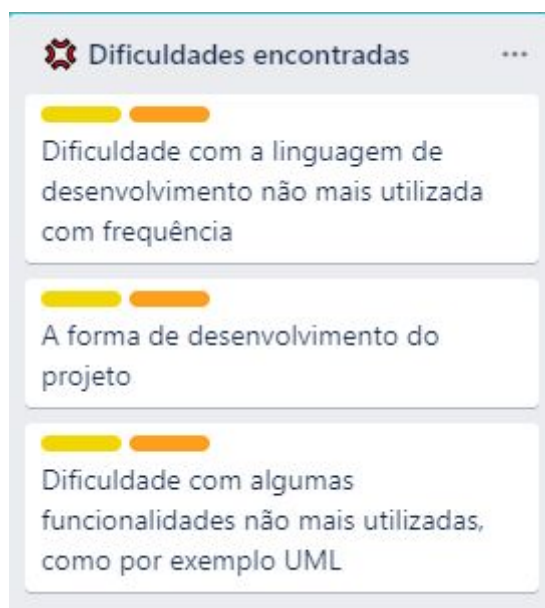 Dificuldades encontradas
Dificuldade com a linguagem de
desenvolvimento não mais utilizada
com frequência
A forma de desenvolvimento do
projeto
Dificuldade com algumas
funcionalidades não mais utilizadas,
como por exemplo UML